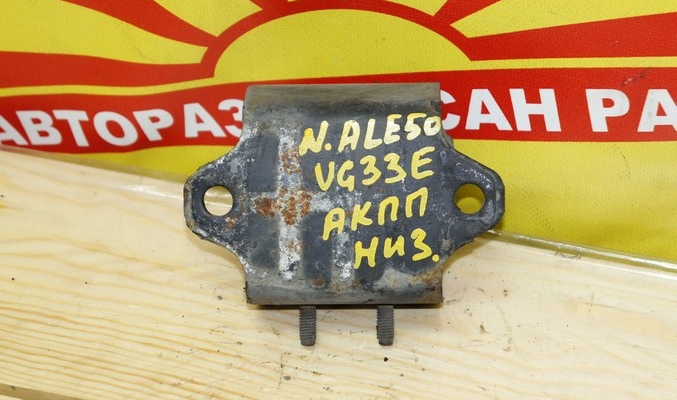 АВТОРАЗ
САН РА
N.ALE50
VG33E
АКПП
НИЗ.